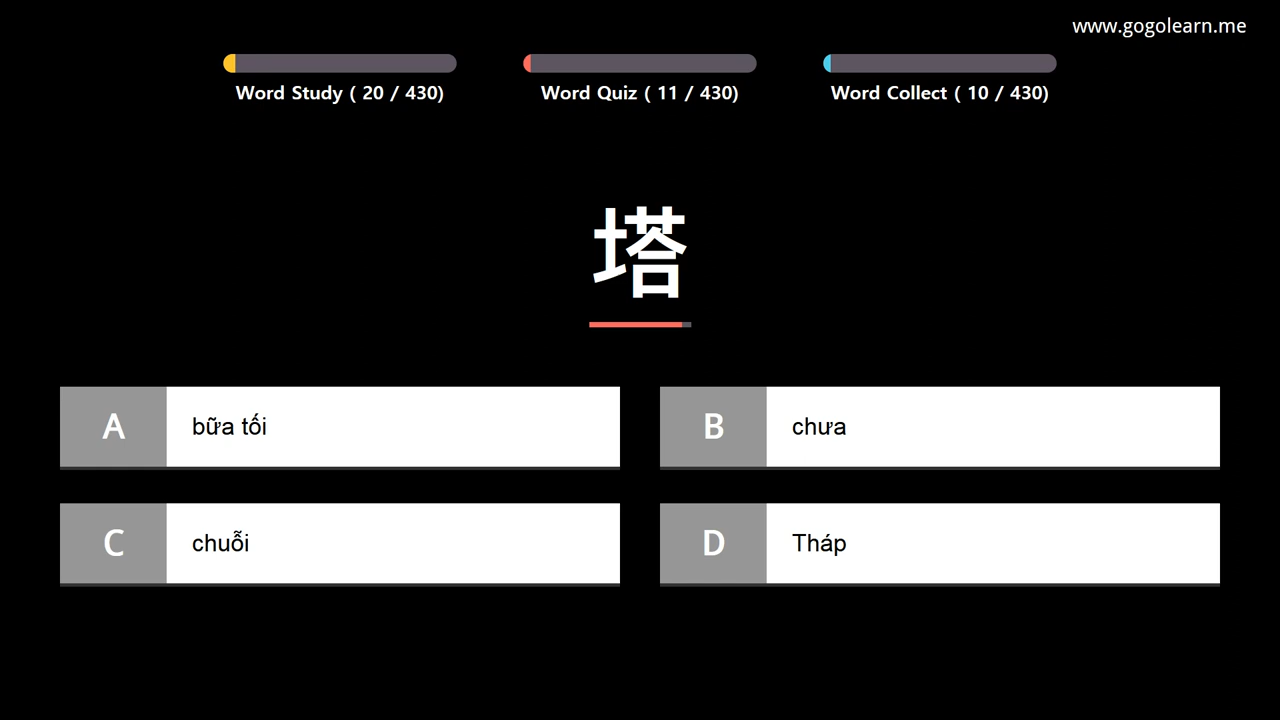 www.gogolearn.me
Word Study ( 20 / 430)
Word Quiz ( 11 / 430)
Word Collect ( 10 / 430)
塔
A bữa tối
B chưa
C chuỗi
D Tháp